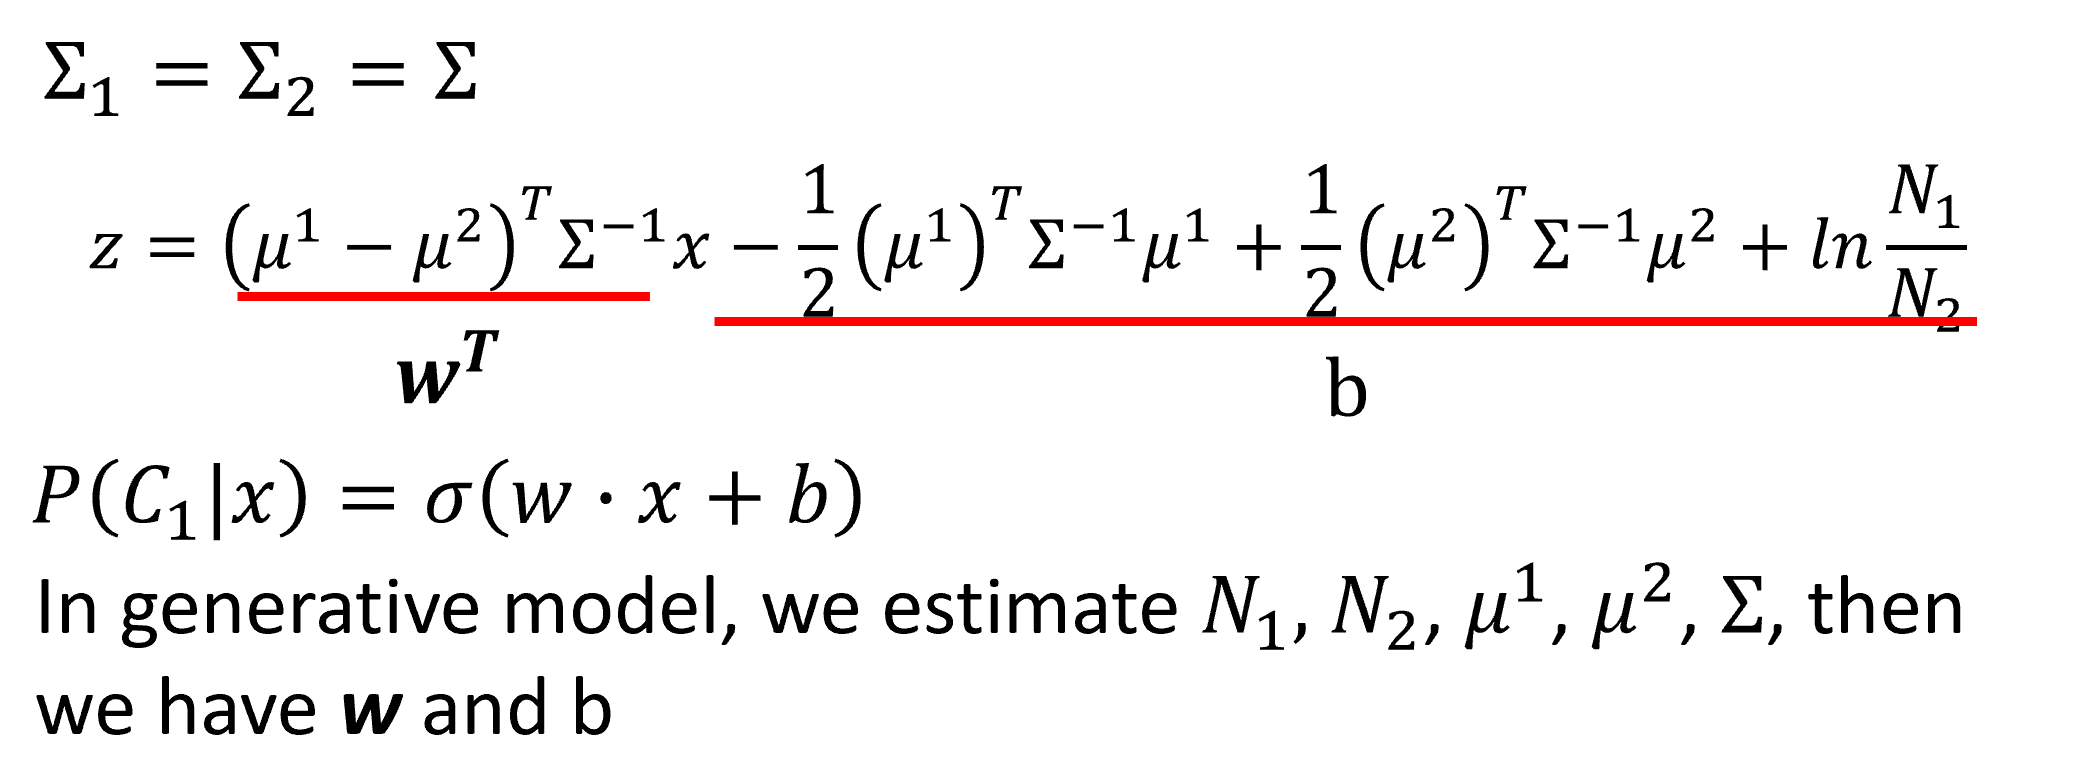 Σ₁ = Σ₂ = Σ
z = (μ¹ − μ²)ᵀ Σ⁻¹ x − 1/2 (μ¹)ᵀ Σ⁻¹ μ¹ + 1/2 (μ²)ᵀ Σ⁻¹ μ² + ln N₁/N₂
wᵀ b
P(C₁|x) = σ(w · x + b)
In generative model, we estimate N₁, N₂, μ¹, μ², Σ, then
we have w and b